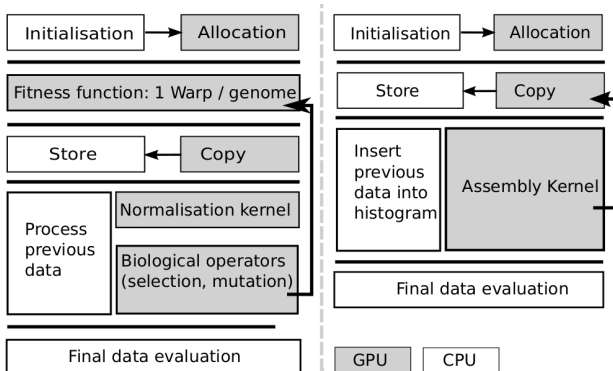 Initialisation
Allocation
Fitness function: 1 Warp / genome
Store
Copy
Process
previous
data
Normalisation kernel
Biological operators
(selection, mutation)
Final data evaluation
Initialisation
Allocation
Store
Copy
Insert
previous
data into
histogram
Assembly Kernel
Final data evaluation
GPU
CPU